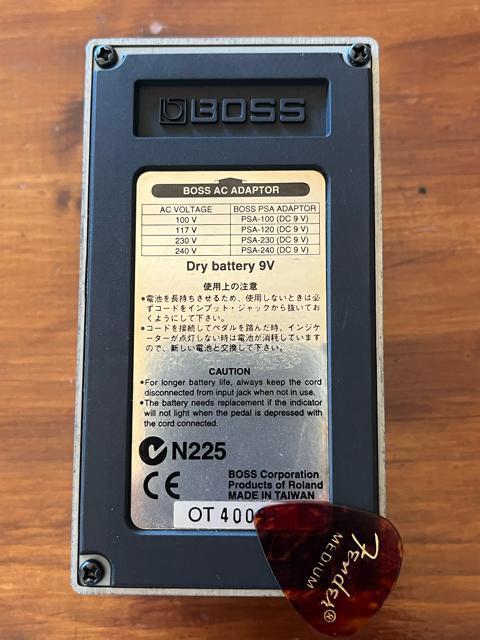 BOSS
BOSS AC ADAPTOR
AC VOLTAGE BOSS PSA ADAPTOR
100 V PSA-100 (DC 9 V)
117 V PSA-120 (DC 9 V)
230 V PSA-230 (DC 9 V)
240 V PSA-240 (DC 9 V)
Dry battery 9V
使用上の注意
●電池を長持ちさせるため、使用しないときは必
ずコードをインプット・ジャックから抜いてお
くようにして下さい。
●コードを接続してペダルを踏んだ時、インジケ
ーターが点灯しない時は電池が消耗しています
ので、新しい電池と交換して下さい。
CAUTION
●For longer battery life, always keep the cord
disconnected from input jack when not in use.
●The battery needs replacement if the indicator
will not light when the pedal is depressed with
the cord connected.
N225
CE
BOSS Corporation
Products of Roland
MADE IN TAIWAN
OT 400
Fender®
MEDIUM